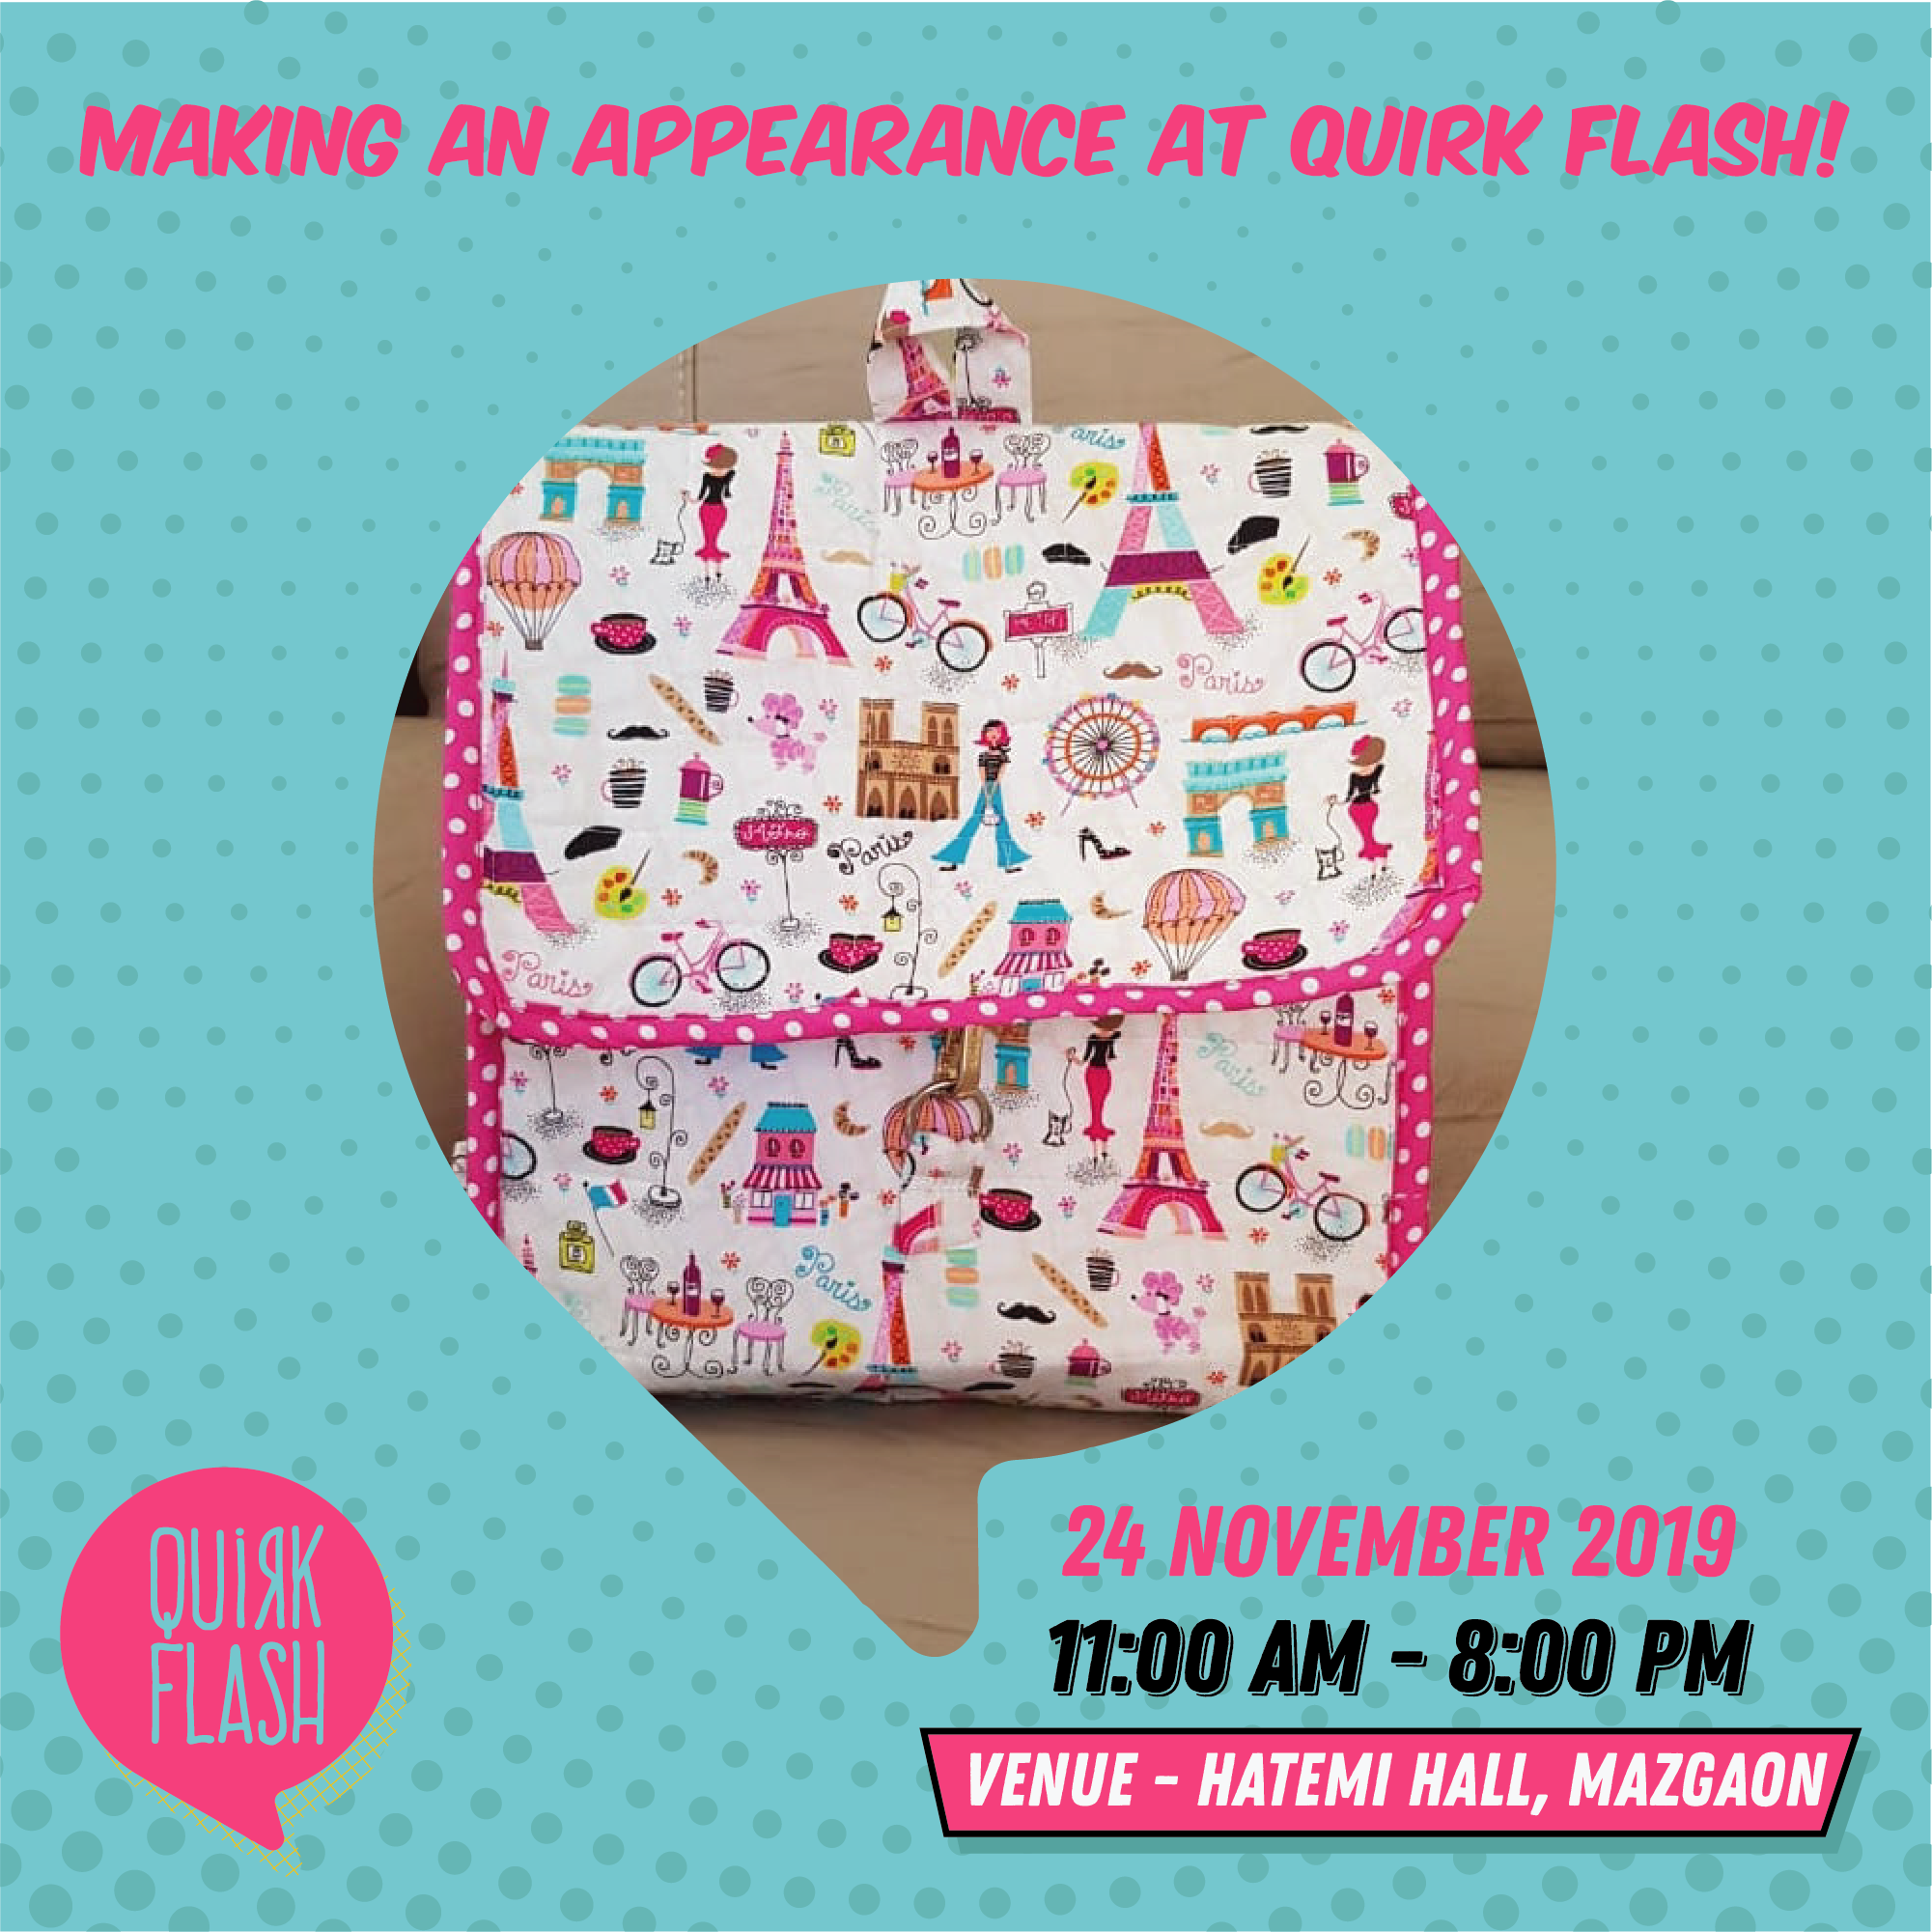 MAKING AN APPEARANCE AT QUIRK FLASH!
Paris
Paris
Paris
Paris
Paris
Paris
Paris
QUiRK
FLASH
24 NOVEMBER 2019
11:00 AM - 8:00 PM
VENUE - HATEMI HALL, MAZGAON